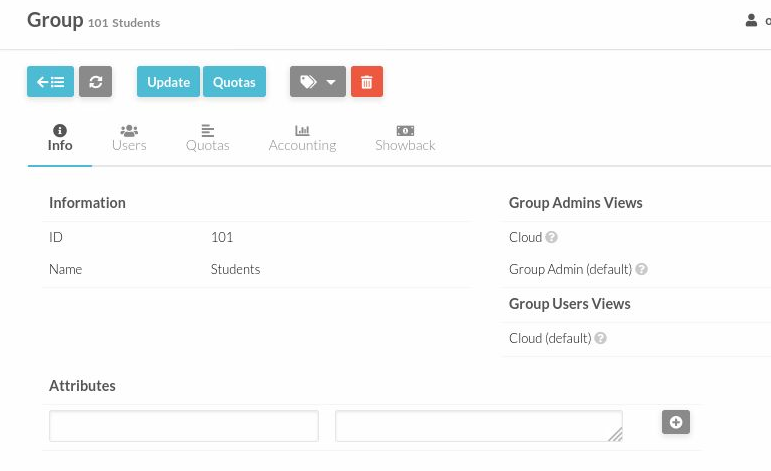 Group 101 Students
Update Quotas
Info Users Quotas Accounting Showback
Information
ID 101
Name Students
Group Admins Views
Cloud
Group Admin (default)
Group Users Views
Cloud (default)
Attributes